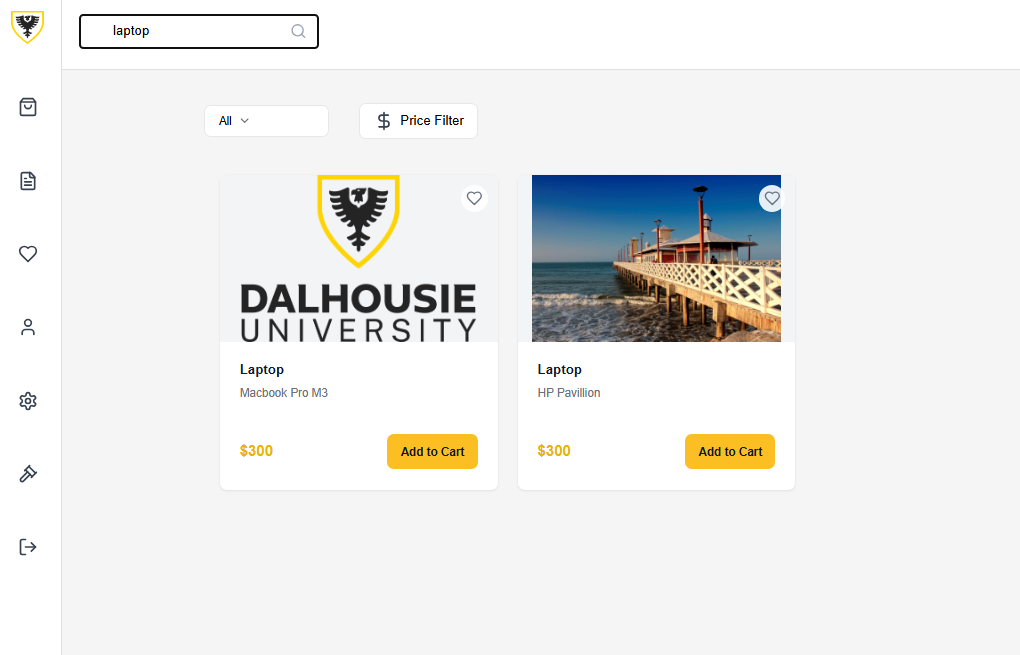 laptop
All
Price Filter
DALHOUSIE
UNIVERSITY
Laptop
Macbook Pro M3
$300
Add to Cart
Laptop
HP Pavillion
$300
Add to Cart